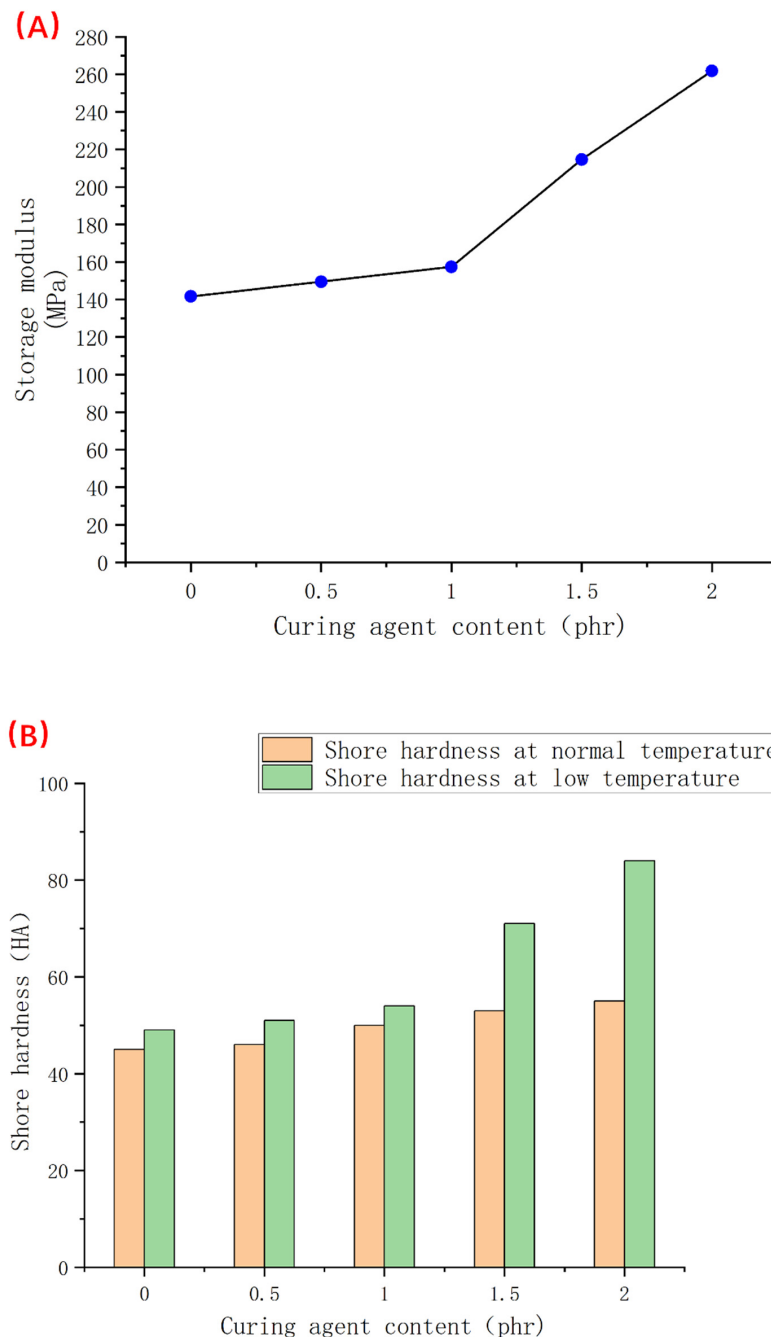 (A)
280
260
240
220
200
180
160
140
120
100
80
60
40
20
0
Storage modulus
(MPa)
0 0.5 1 1.5 2
Curing agent content (phr)
(B)
Shore hardness at normal temperature
Shore hardness at low temperature
100
80
60
40
20
0
Shore hardness (HA)
0 0.5 1 1.5 2
Curing agent content (phr)